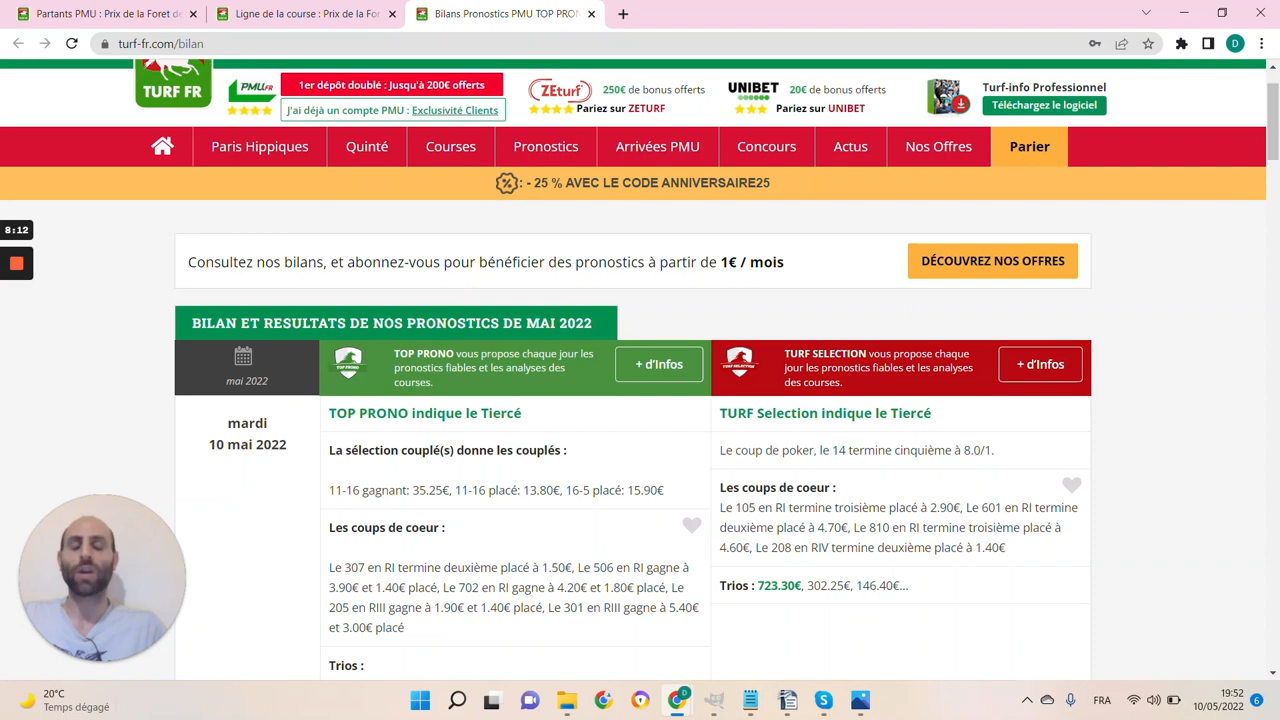 Partants PMU : Prix de la Foret de
Ligne de la course : Prix de la For
Bilans Pronostics PMU TOP PRON
turf-fr.com/bilan
D
TURF FR
PMU.FR
1er dépôt doublé : Jusqu'à 200€ offerts
J'ai déjà un compte PMU : Exclusivité Clients
ZEturf
250€ de bonus offerts
Pariez sur ZETURF
UNIBET
20€ de bonus offerts
Pariez sur UNIBET
Turf-info Professionnel
Téléchargez le logiciel
Paris Hippiques
Quinté
Courses
Pronostics
Arrivées PMU
Concours
Actus
Nos Offres
Parier
: - 25 % AVEC LE CODE ANNIVERSAIRE25
8:12
Consultez nos bilans, et abonnez-vous pour bénéficier des pronostics à partir de 1€ / mois
DÉCOUVREZ NOS OFFRES
BILAN ET RESULTATS DE NOS PRONOSTICS DE MAI 2022
mai 2022
TOP PRONO
TOP PRONO vous propose chaque jour les
pronostics fiables et les analyses des
courses.
+ d'Infos
TURF SELECTION
TURF SELECTION vous propose chaque
jour les pronostics fiables et les analyses
des courses.
+ d'Infos
mardi
10 mai 2022
TOP PRONO indique le Tiercé
La sélection couplé(s) donne les couplés :
11-16 gagnant: 35.25€, 11-16 placé: 13.80€, 16-5 placé: 15.90€
Les coups de coeur :
Le 307 en RI termine deuxième placé à 1.50€, Le 506 en RI gagne à
3.90€ et 1.40€ placé, Le 702 en RI gagne à 4.20€ et 1.80€ placé, Le
205 en RIII gagne à 1.90€ et 1.40€ placé, Le 301 en RIII gagne à 5.40€
et 3.00€ placé
Trios :
TURF Selection indique le Tiercé
Le coup de poker, le 14 termine cinquième à 8.0/1.
Les coups de coeur :
Le 105 en RI termine troisième placé à 2.90€, Le 601 en RI termine
deuxième placé à 4.70€, Le 810 en RI termine troisième placé à
4.60€, Le 208 en RIV termine deuxième placé à 1.40€
Trios : 723.30€, 302.25€, 146.40€...
20°C
Temps dégagé
D
FRA
19:52
10/05/2022
6